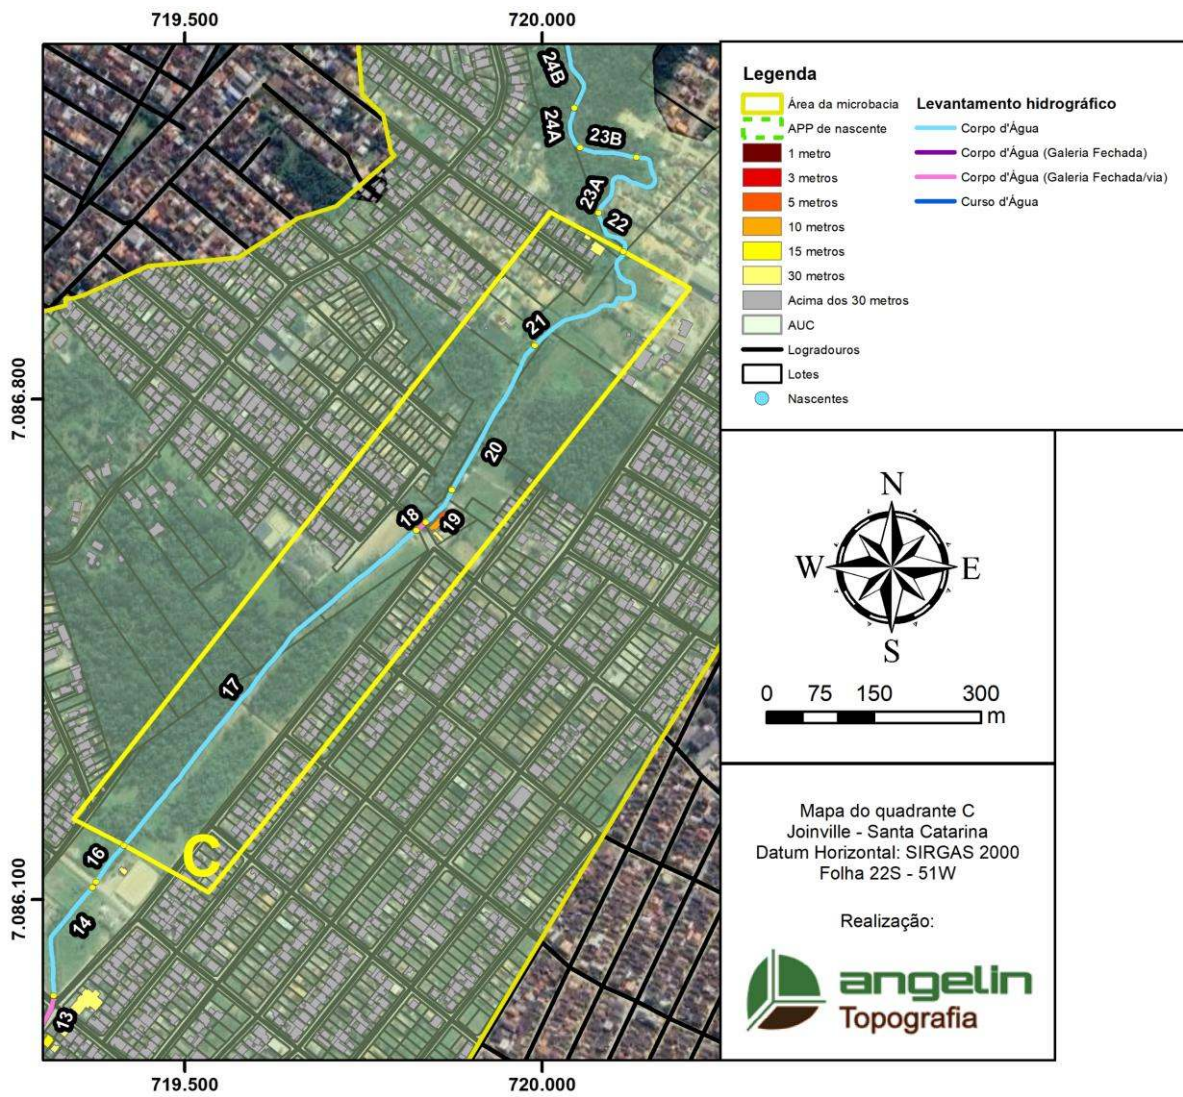 719.500
720.000
24B
24A
23B
23A
22
21
7.086.800
20
18
19
17
C
16
7.086.100
14
13
719.500
720.000
Legenda
Área da microbacia
APP de nascente
1 metro
3 metros
5 metros
10 metros
15 metros
30 metros
Acima dos 30 metros
AUC
Logradouros
Lotes
Nascentes
Levantamento hidrográfico
Corpo d'Água
Corpo d'Água (Galeria Fechada)
Corpo d'Água (Galeria Fechada/via)
Curso d'Água
N
W
E
S
0 75 150 300
m
Mapa do quadrante C
Joinville - Santa Catarina
Datum Horizontal: SIRGAS 2000
Folha 22S - 51W
Realização:
angelin
Topografia